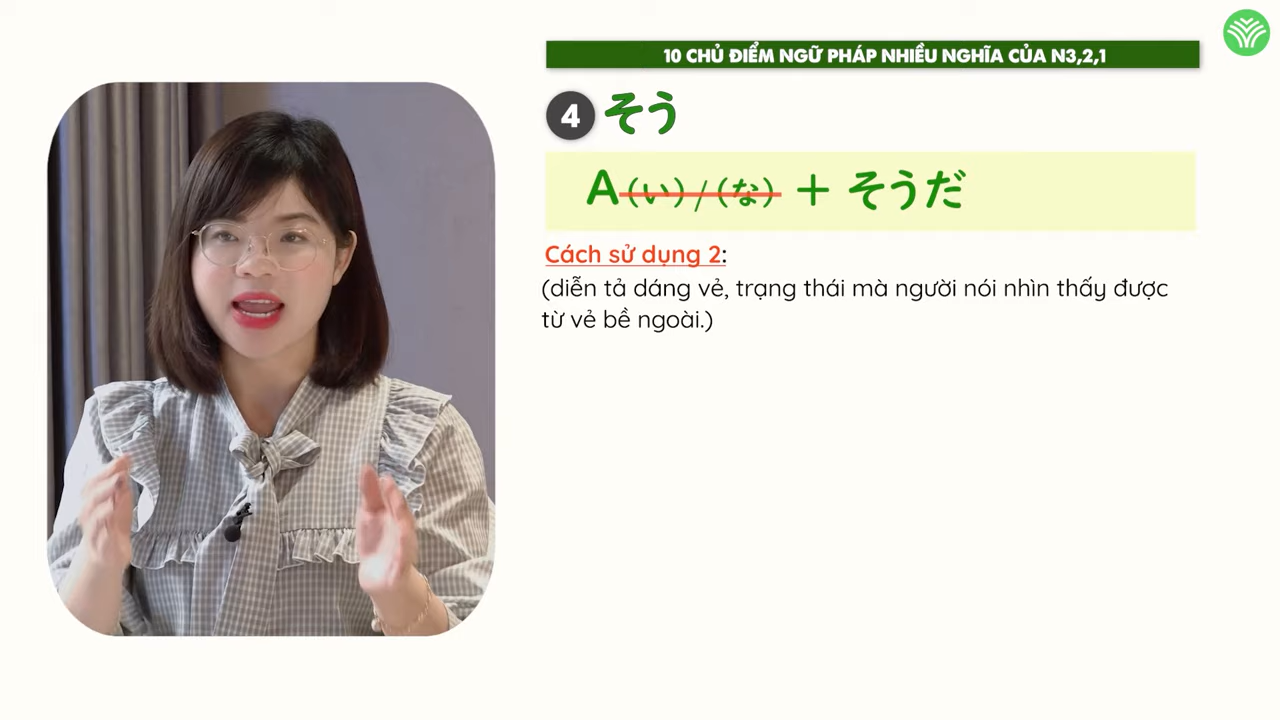 10 CHỦ ĐIỂM NGỮ PHÁP NHIỀU NGHĨA CỦA N3,2,1
4 そう
A(い)/(な) + そうだ
Cách sử dụng 2:
(diễn tả dáng vẻ, trạng thái mà người nói nhìn thấy được
từ vẻ bề ngoài.)